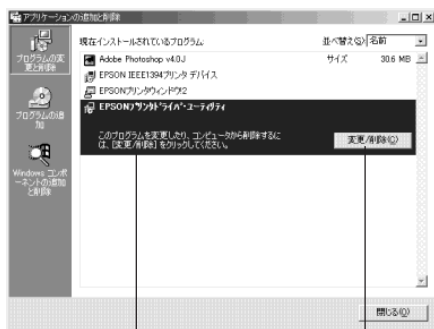 アプリケーションの追加と削除
プログラムの変更と削除
プログラムの追加
Windows コンポーネントの追加と削除
現在インストールされているプログラム:
並べ替え(S): 名前
Adobe Photoshop v4.0J
サイズ 30.6 MB
EPSON IEEE1394プリンタ デバイス
EPSONプリンタウィンドウ!2
EPSONプリンタドライバ・ユーティリティ
このプログラムを変更したり、コンピュータから削除するに
は、[変更/削除] をクリックしてください。
変更/削除(C)
閉じる(O)